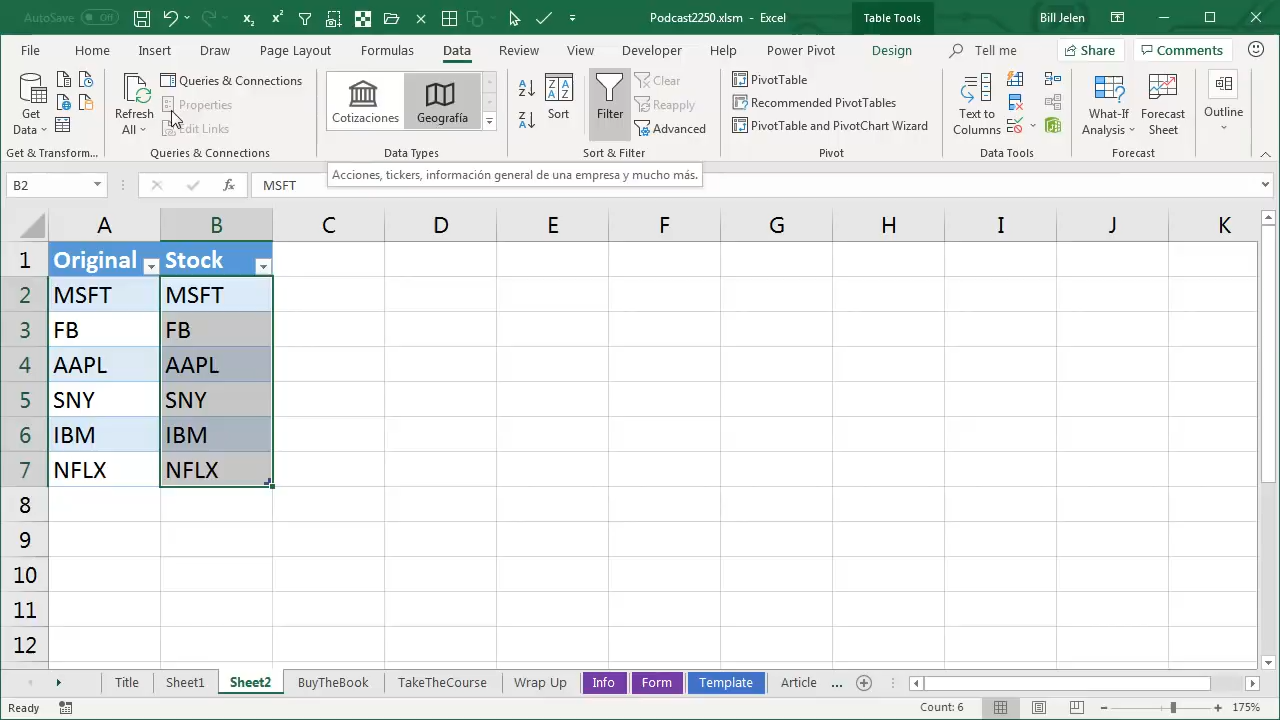 AutoSave Off Podcast2250.xlsm - Excel Table Tools Bill Jelen
File Home Insert Draw Page Layout Formulas Data Review View Developer Help Power Pivot Design Tell me Share Comments
Get Data
Refresh All
Queries & Connections
Properties
Edit Links
Cotizaciones Geografía
Sort Filter
Clear
Reapply
Advanced
PivotTable
Recommended PivotTables
PivotTable and PivotChart Wizard
Text to Columns
What-If Analysis
Forecast Sheet
Outline
Get & Transform... Queries & Connections Data Types Sort & Filter Pivot Data Tools Forecast
Acciones, tickers, información general de una empresa y mucho más.
B2 fx MSFT
A B C D E F G H I J K
1 Original Stock
2 MSFT MSFT
3 FB FB
4 AAPL AAPL
5 SNY SNY
6 IBM IBM
7 NFLX NFLX
8
9
10
11
12
... Title Sheet1 Sheet2 BuyTheBook TakeTheCourse Wrap Up Info Form Template Article ...
Ready Count: 6 175%